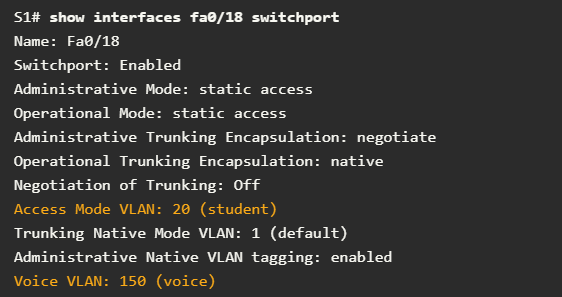 S1# show interfaces fa0/18 switchport
Name: Fa0/18
Switchport: Enabled
Administrative Mode: static access
Operational Mode: static access
Administrative Trunking Encapsulation: negotiate
Operational Trunking Encapsulation: native
Negotiation of Trunking: Off
Access Mode VLAN: 20 (student)
Trunking Native Mode VLAN: 1 (default)
Administrative Native VLAN tagging: enabled
Voice VLAN: 150 (voice)